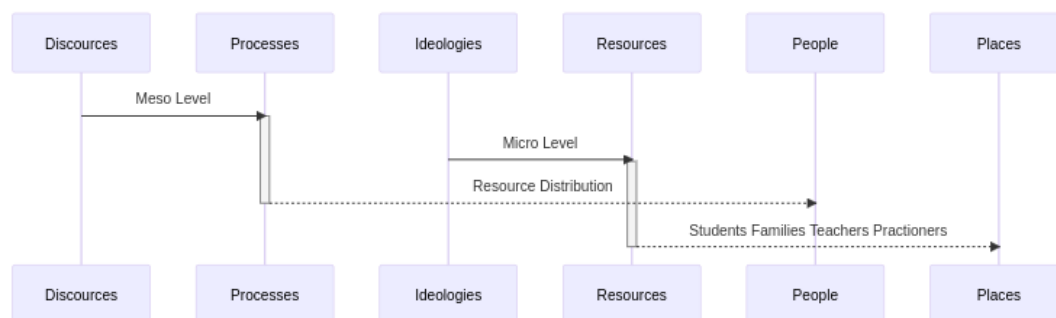 Discources Processes Ideologies Resources People Places
Meso Level
Micro Level
Resource Distribution
Students Families Teachers Practioners
Discources Processes Ideologies Resources People Places